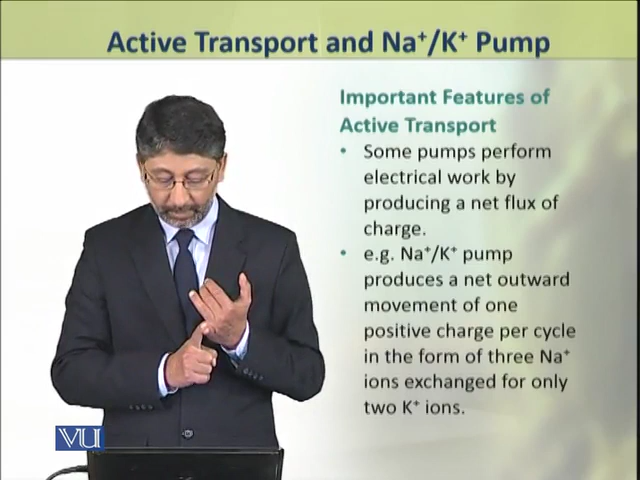 Active Transport and Na⁺/K⁺ Pump
Important Features of
Active Transport
• Some pumps perform
electrical work by
producing a net flux of
charge.
• e.g. Na⁺/K⁺ pump
produces a net outward
movement of one
positive charge per cycle
in the form of three Na⁺
ions exchanged for only
two K⁺ ions.
VU